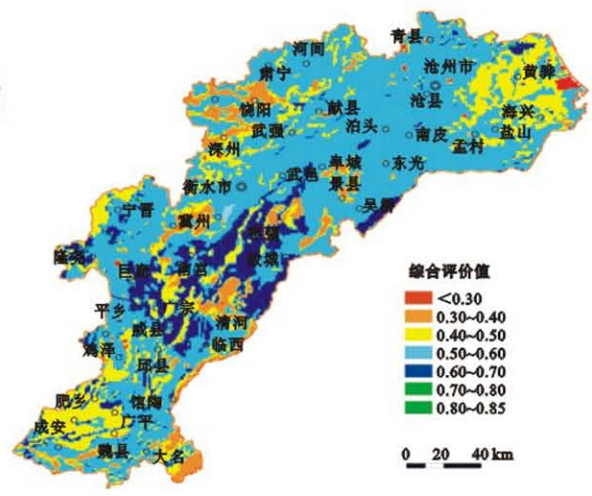 青县
河间
沧州市
黄骅
肃宁
沧县
饶阳
献县
海兴
武强
泊头
南皮
盐山
孟村
深州
阜城
东光
武邑
景县
衡水市
吴桥
宁晋
冀州
枣强
隆尧
巨鹿
南宫
故城
平乡
广宗
威县
清河
鸡泽
临西
邱县
肥乡
馆陶
成安
广平
魏县
大名
综合评价值
<0.30
0.30~0.40
0.40~0.50
0.50~0.60
0.60~0.70
0.70~0.80
0.80~0.85
0 20 40 km